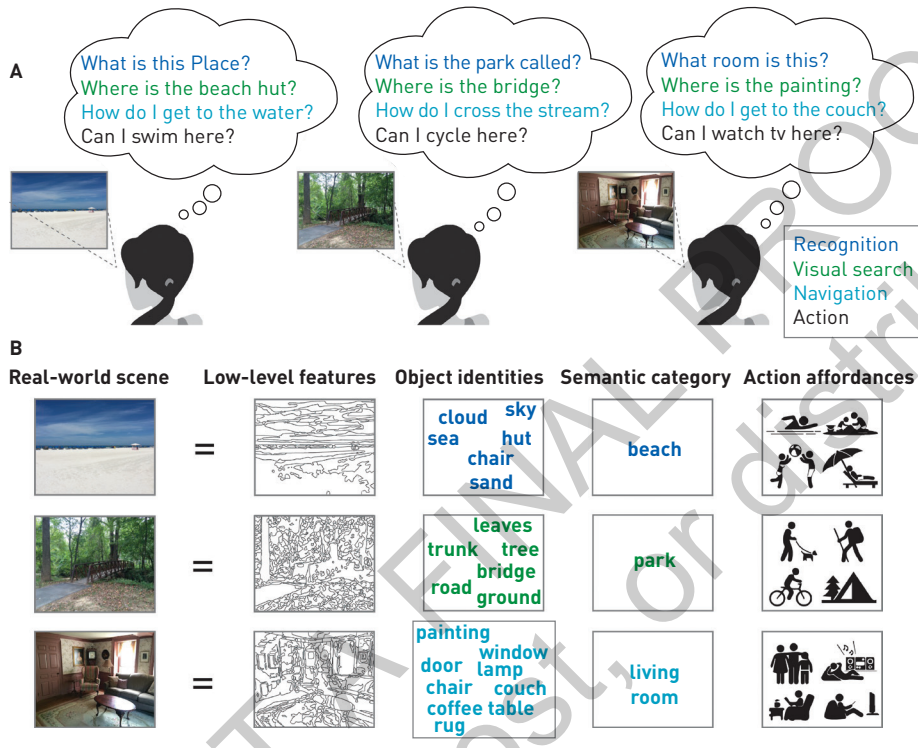 A
What is this Place?
Where is the beach hut?
How do I get to the water?
Can I swim here?
What is the park called?
Where is the bridge?
How do I cross the stream?
Can I cycle here?
What room is this?
Where is the painting?
How do I get to the couch?
Can I watch tv here?
Recognition
Visual search
Navigation
Action
B
Real-world scene
Low-level features
Object identities
Semantic category
Action affordances
=
cloud sky
sea hut
chair
sand
beach
=
leaves
trunk tree
bridge
road
ground
park
=
painting
window
door lamp
chair couch
coffee table
rug
living
room
FINAL PROO
ost, or distri